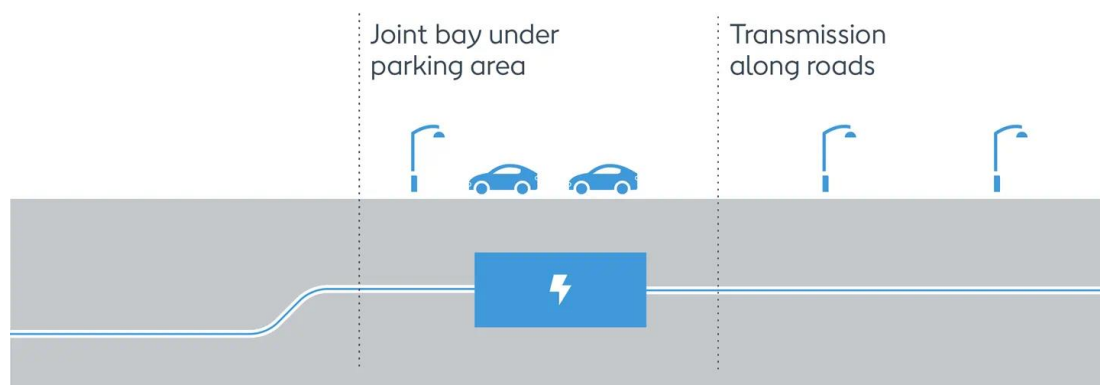 Joint bay under
parking area
Transmission
along roads